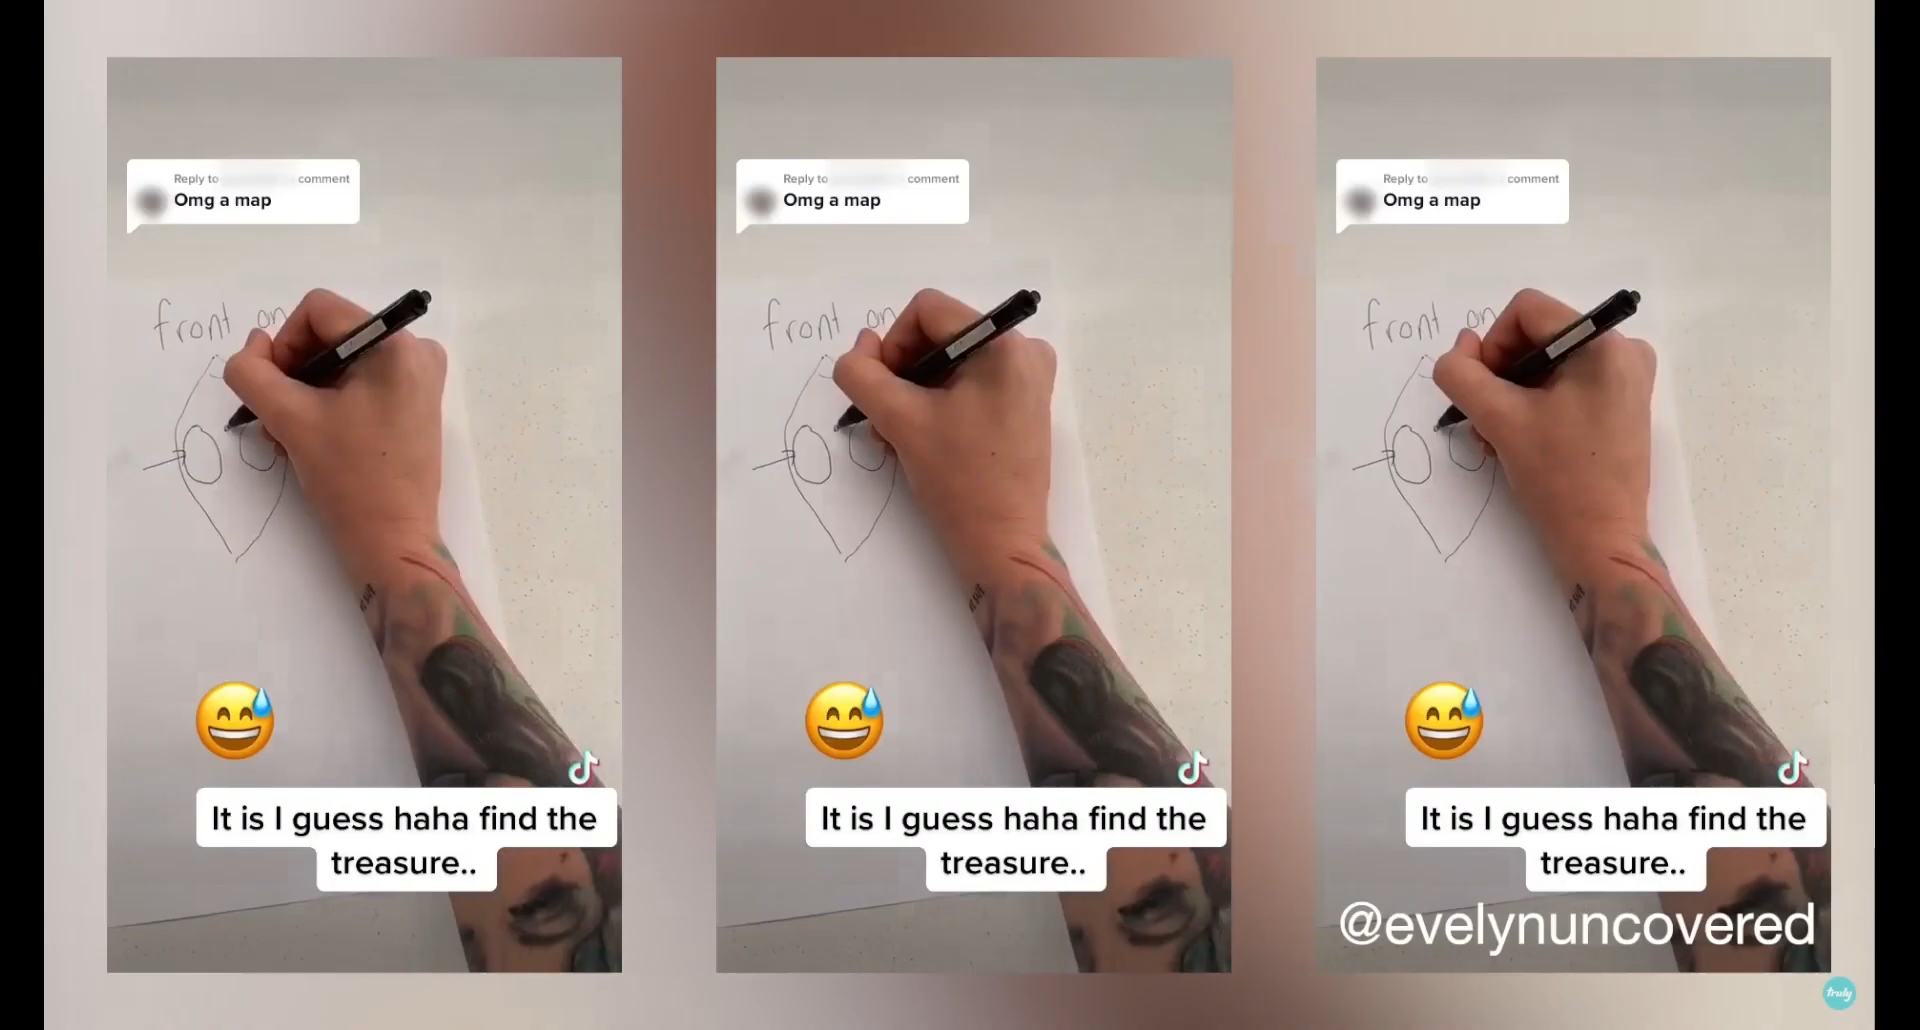 Reply to comment
Omg a map
front on
It is I guess haha find the
treasure..
Reply to comment
Omg a map
front on
It is I guess haha find the
treasure..
Reply to comment
Omg a map
front on
It is I guess haha find the
treasure..
@evelynuncovered
truly